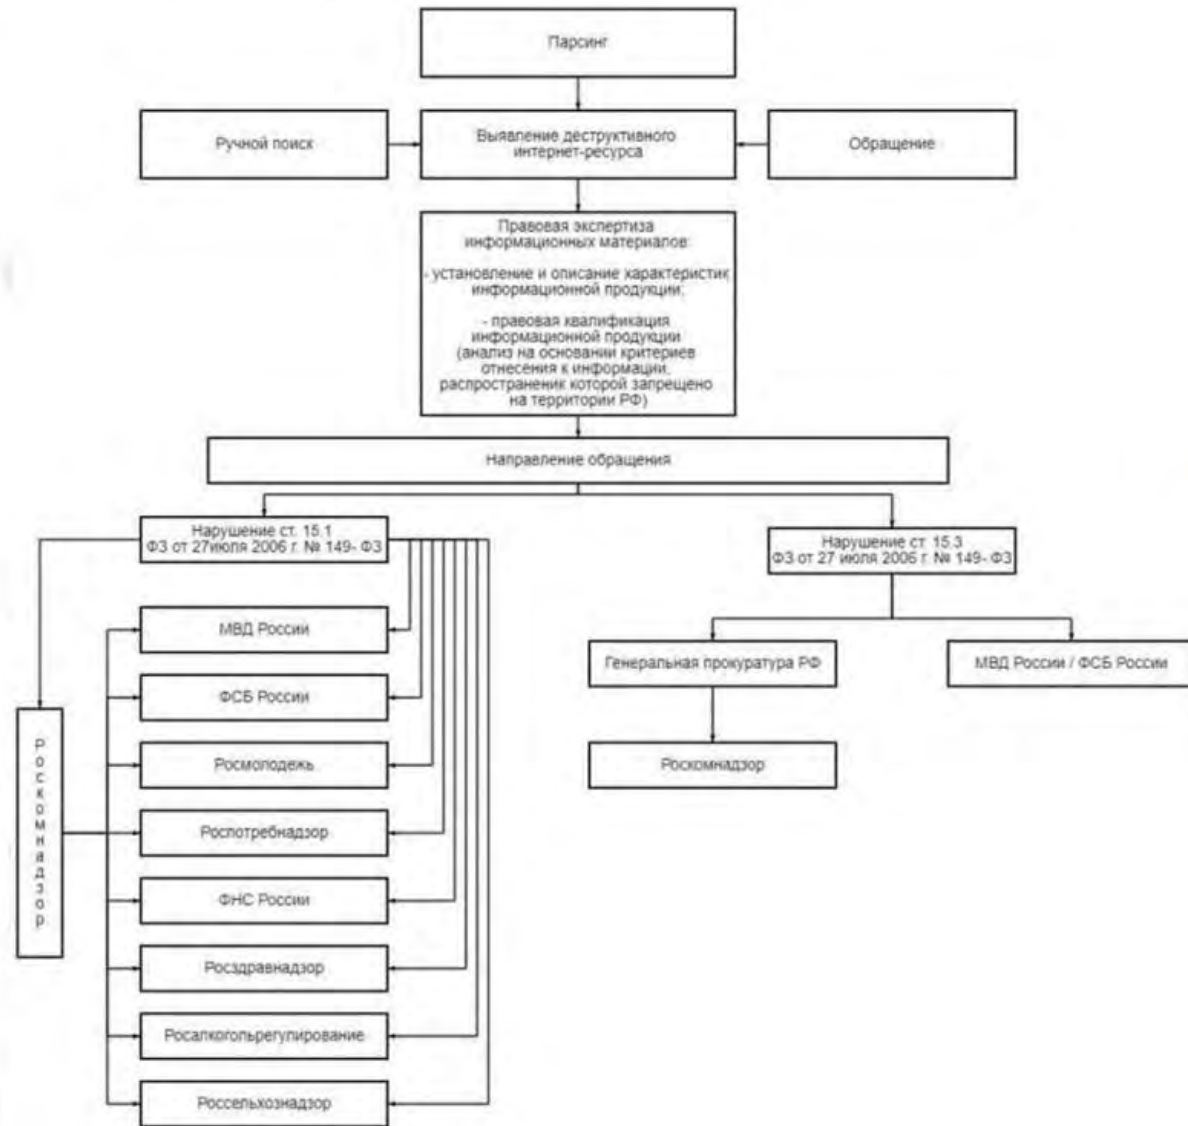 Парсинг
Ручной поиск
Выявление деструктивного
интернет-ресурса
Обращение
Правовая экспертиза
информационных материалов:
- установление и описание характеристик
информационной продукции;
- правовая квалификация
информационной продукции
(анализ на основании критериев
отнесения к информации,
распространеник которой запрещено
на территории РФ)
Направление обращения
Нарушение ст. 15.1
ФЗ от 27июля 2006 г. № 149- ФЗ
Нарушение ст. 15.3
ФЗ от 27 июля 2006 г. № 149- ФЗ
МВД России
ФСБ России
Росмолодежь
Роспотребнадзор
ФНС России
Росздравнадзор
Росалкогольрегулирование
Россельхознадзор
Роскомнадзор
Генеральная прокуратура РФ
МВД России / ФСБ России
Роскомнадзор